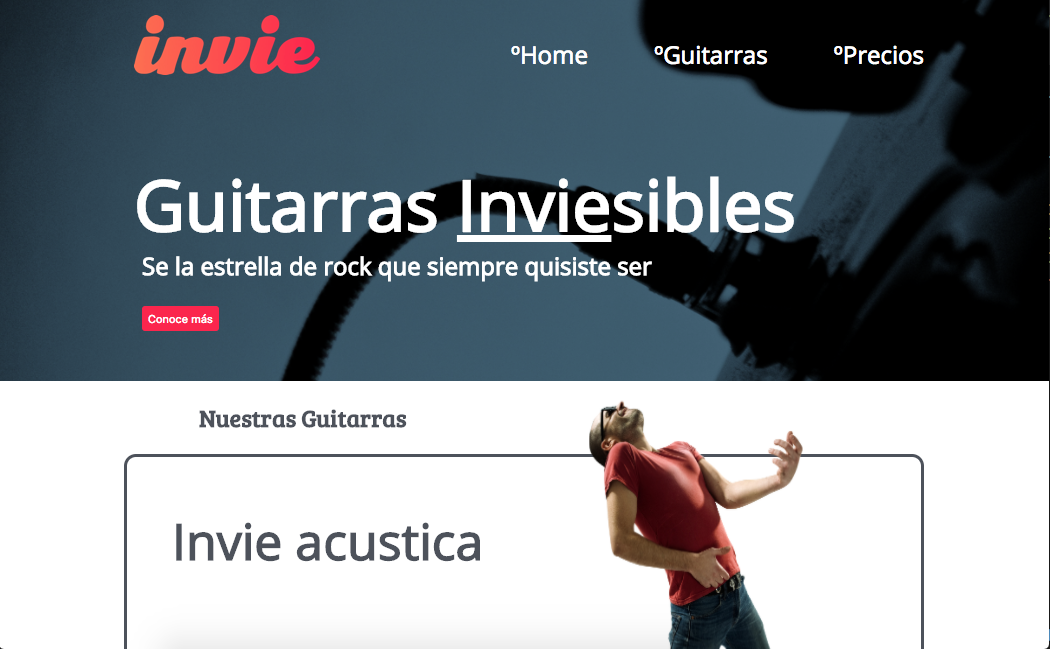 invie
ºHome ºGuitarras ºPrecios
Guitarras Inviesibles
Se la estrella de rock que siempre quisiste ser
Conoce más
Nuestras Guitarras
Invie acustica